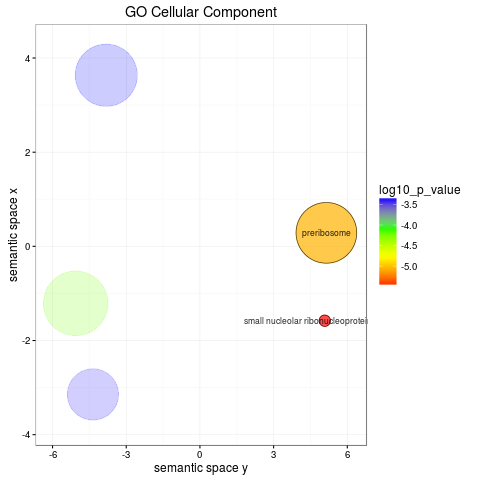 GO Cellular Component
4
2
0
-2
-4
semantic space x
preribosome
small nucleolar ribonucleoprotei
-6
-3
0
3
6
semantic space y
log10_p_value
-3.5
-4.0
-4.5
-5.0